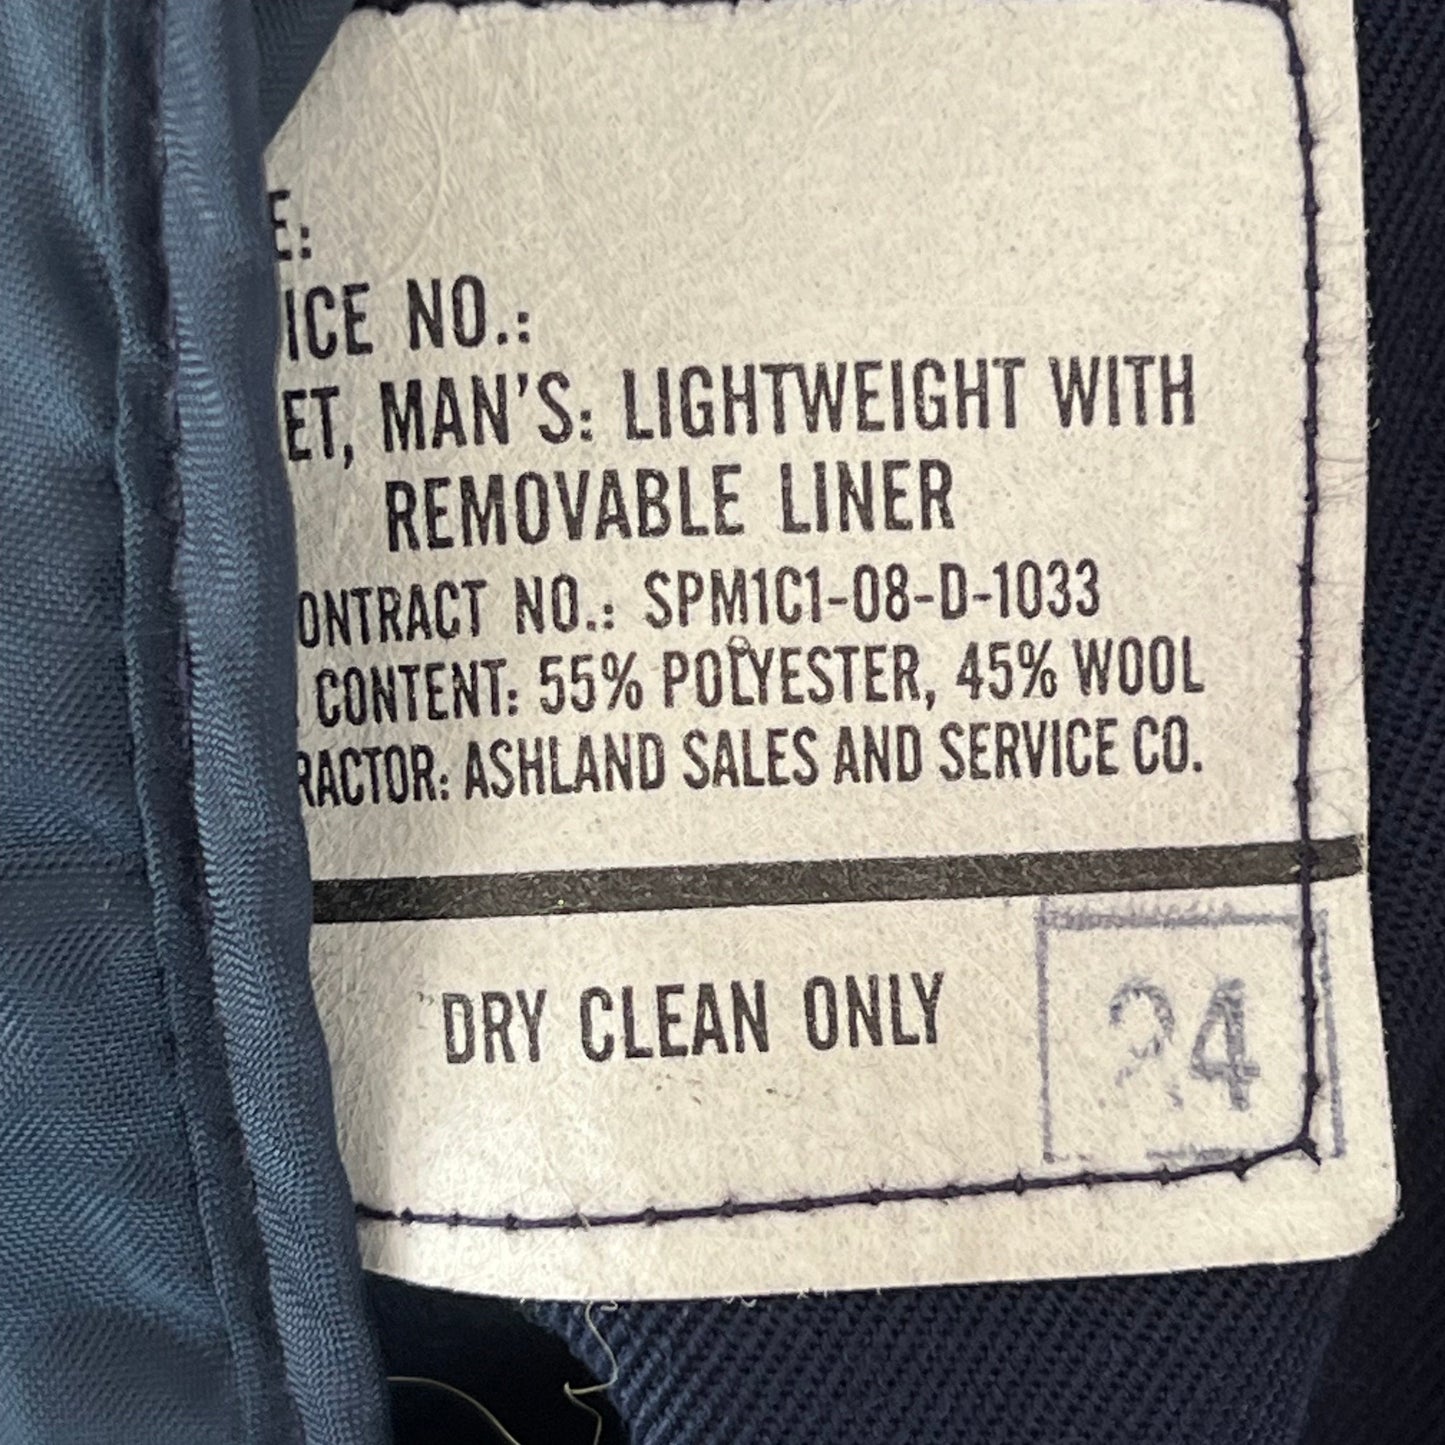 E:
ICE NO.:
ET, MAN'S: LIGHTWEIGHT WITH
REMOVABLE LINER
ONTRACT NO.: SPM1C1-08-D-1033
CONTENT: 55% POLYESTER, 45% WOOL
RACTOR: ASHLAND SALES AND SERVICE CO.
DRY CLEAN ONLY
24